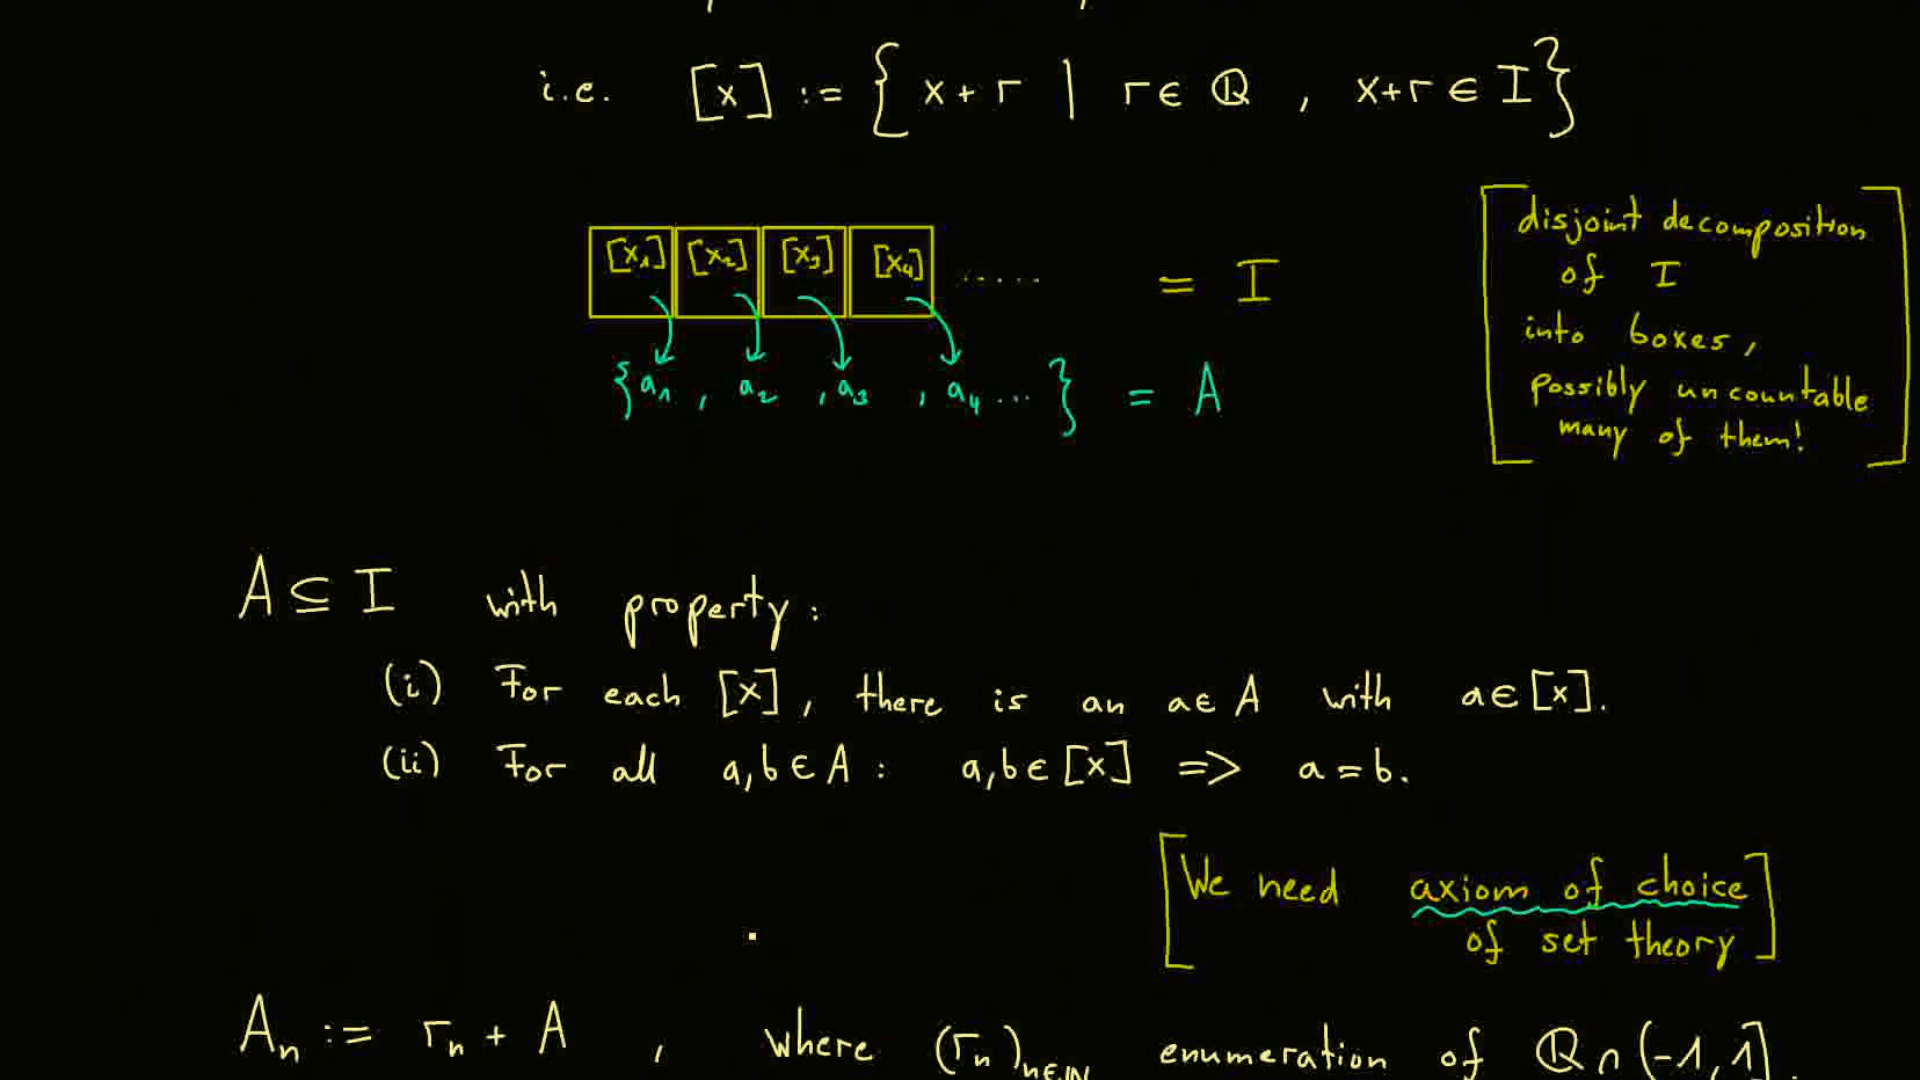 i.e. [x] := { x + r | r ∈ ℚ , x+r ∈ I }
[x₁] [x₂] [x₃] [x₄] ..... = I
{ a₁ , a₂ , a₃ , a₄ ... } = A
disjoint decomposition
of I
into boxes,
possibly uncountable
many of them!
A ⊆ I with property:
(i) For each [x], there is an a ∈ A with a ∈ [x].
(ii) For all a, b ∈ A : a, b ∈ [x] => a = b.
[We need axiom of choice
of set theory]
Aₙ := rₙ + A , where (rₙ)ₙ∈ℕ enumeration of ℚ ∩ (-1, 1].